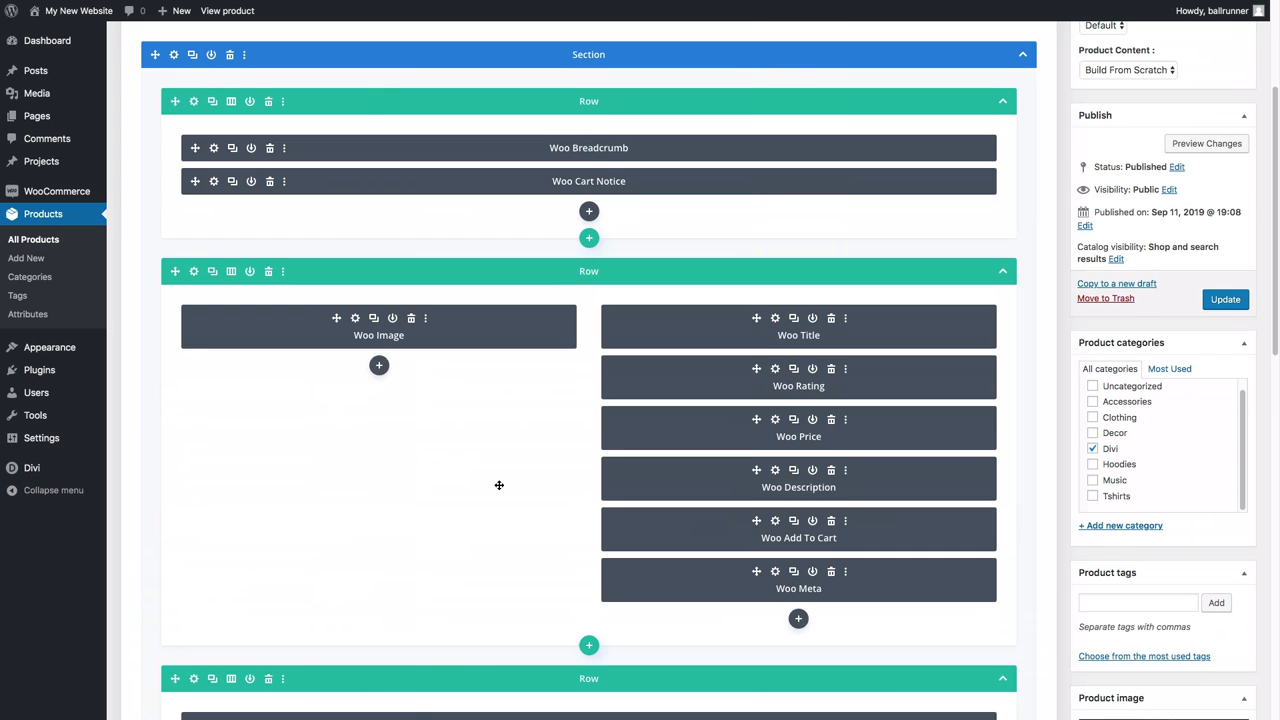 My New Website
0
New
View product
Howdy, ballrunner
Dashboard
Posts
Media
Pages
Comments
Projects
WooCommerce
Products
All Products
Add New
Categories
Tags
Attributes
Appearance
Plugins
Users
Tools
Settings
Divi
Collapse menu
Section
Row
Woo Breadcrumb
Woo Cart Notice
Row
Woo Image
Woo Title
Woo Rating
Woo Price
Woo Description
Woo Add To Cart
Woo Meta
Row
Default
Product Content :
Build From Scratch
Publish
Preview Changes
Status: Published Edit
Visibility: Public Edit
Published on: Sep 11, 2019 @ 19:08
Edit
Catalog visibility: Shop and search
results Edit
Copy to a new draft
Move to Trash
Update
Product categories
All categories
Most Used
Uncategorized
Accessories
Clothing
Decor
Divi
Hoodies
Music
Tshirts
+ Add new category
Product tags
Add
Separate tags with commas
Choose from the most used tags
Product image